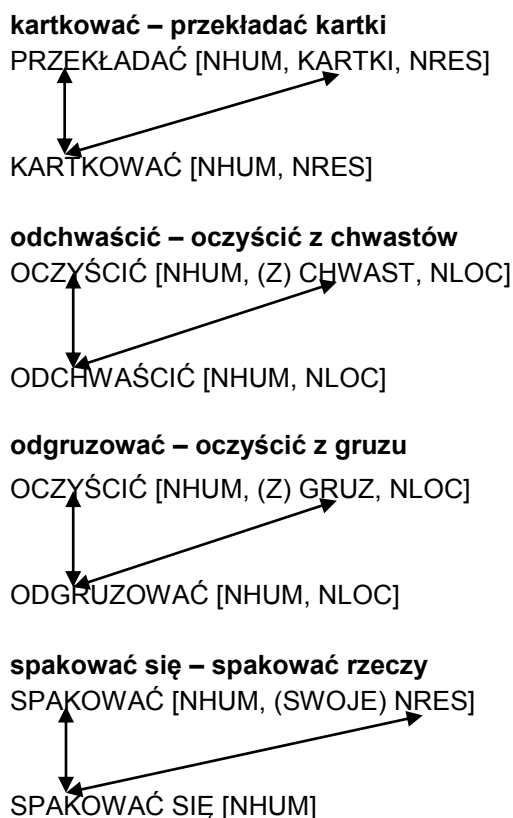 kartkować – przekładać kartki
PRZEKŁADAĆ [NHUM, KARTKI, NRES]
KARTKOWAĆ [NHUM, NRES]
odchwaścić – oczyścić z chwastów
OCZYŚCIĆ [NHUM, (Z) CHWAST, NLOC]
ODCHWAŚCIĆ [NHUM, NLOC]
odgruzować – oczyścić z gruzu
OCZYŚCIĆ [NHUM, (Z) GRUZ, NLOC]
ODGRUZOWAĆ [NHUM, NLOC]
spakować się – spakować rzeczy
SPAKOWAĆ [NHUM, (SWOJE) NRES]
SPAKOWAĆ SIĘ [NHUM]